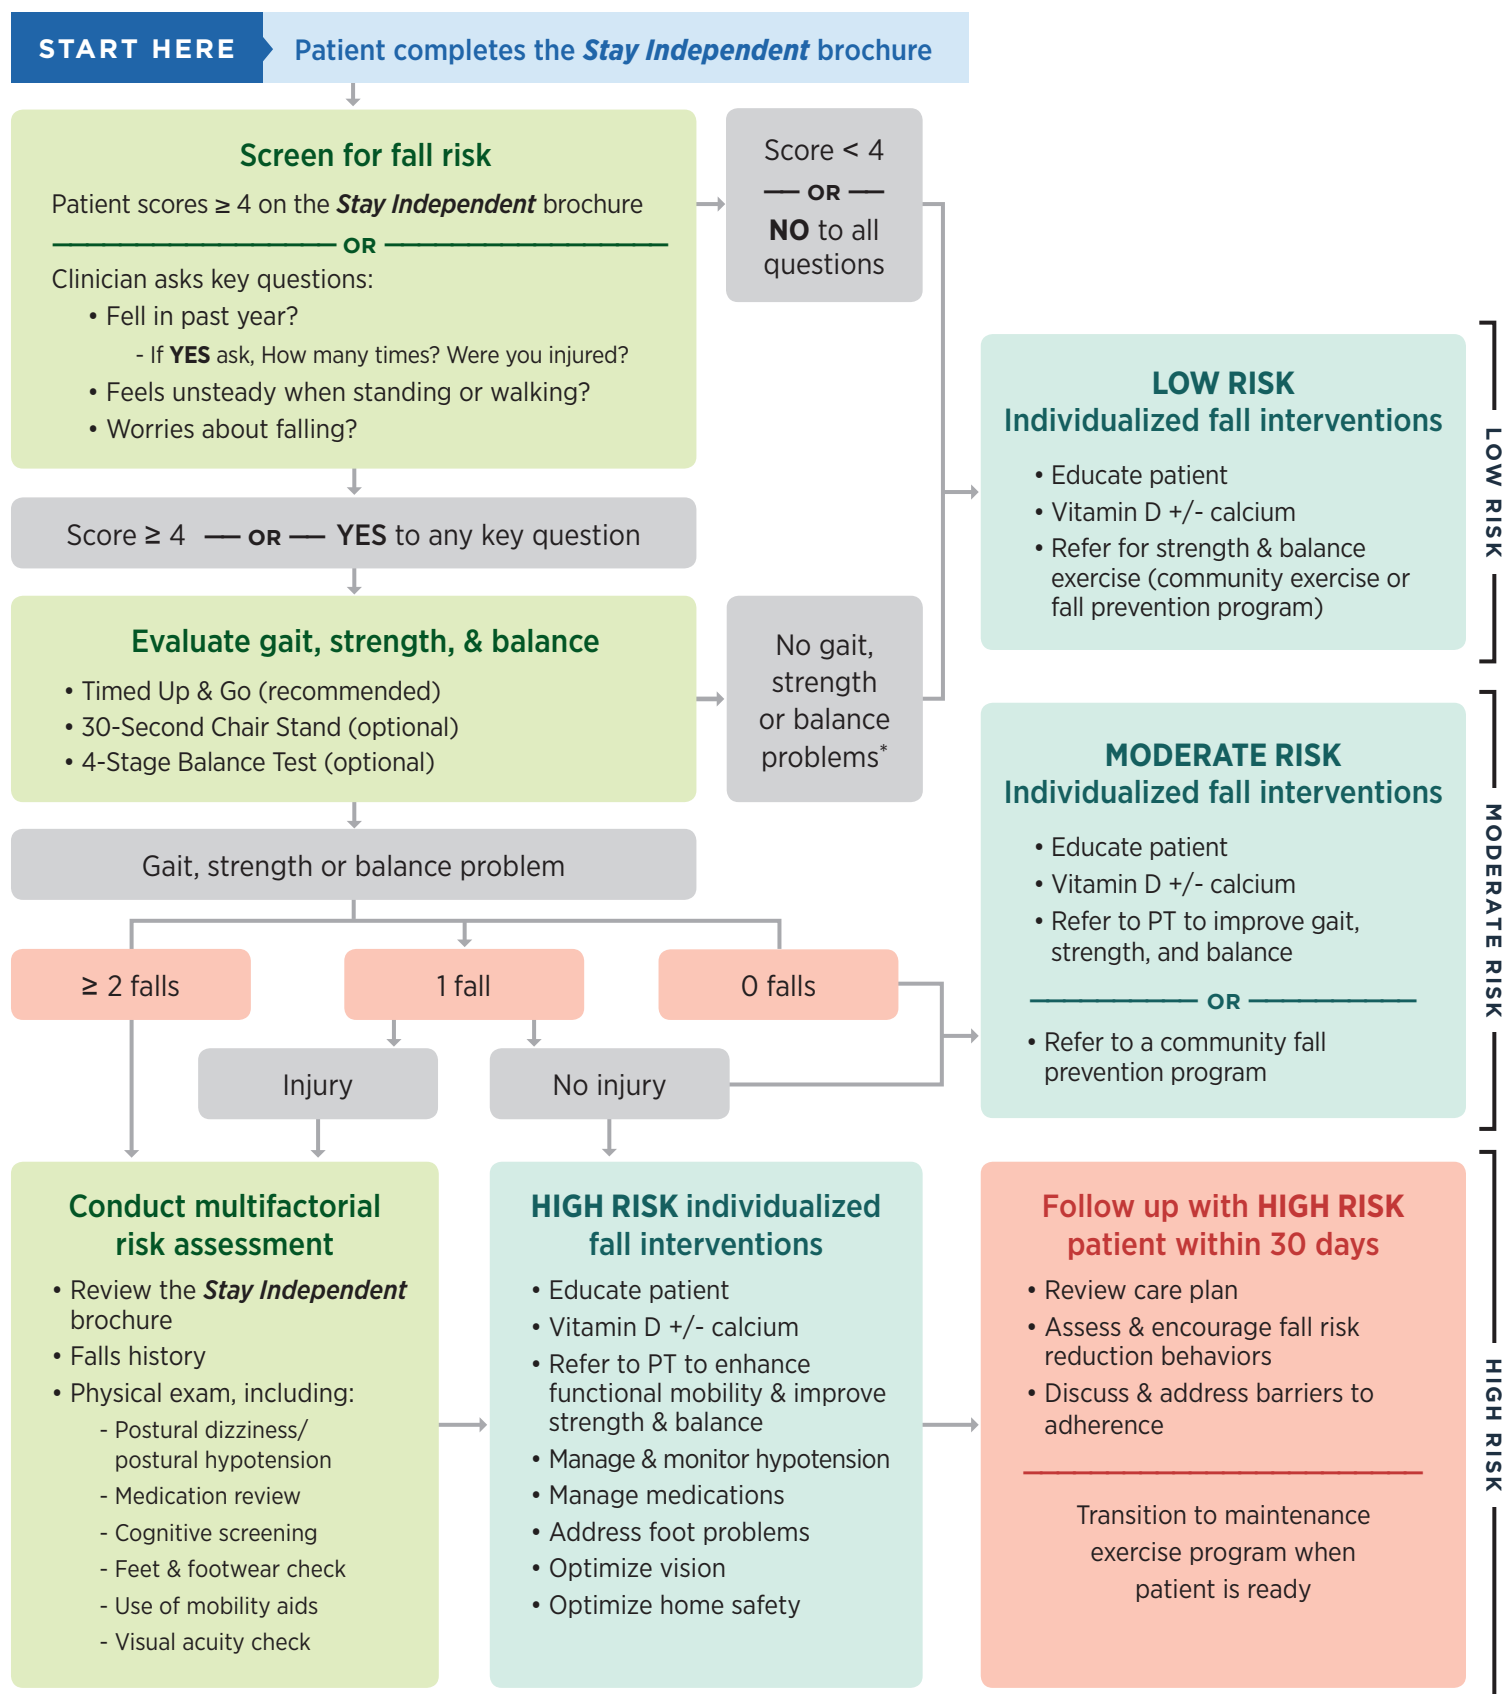 START HERE
Patient completes the Stay Independent brochure
Screen for fall risk
Patient scores ≥ 4 on the Stay Independent brochure
OR
Clinician asks key questions:
• Fell in past year?
- If YES ask, How many times? Were you injured?
• Feels unsteady when standing or walking?
• Worries about falling?
Score < 4
OR
NO to all
questions
Score ≥ 4 OR YES to any key question
Evaluate gait, strength, & balance
• Timed Up & Go (recommended)
• 30-Second Chair Stand (optional)
• 4-Stage Balance Test (optional)
No gait,
strength
or balance
problems*
LOW RISK
Individualized fall interventions
• Educate patient
• Vitamin D +/- calcium
• Refer for strength & balance
exercise (community exercise or
fall prevention program)
LOW RISK
Gait, strength or balance problem
≥ 2 falls
1 fall
0 falls
Injury
No injury
MODERATE RISK
Individualized fall interventions
• Educate patient
• Vitamin D +/- calcium
• Refer to PT to improve gait,
strength, and balance
OR
• Refer to a community fall
prevention program
MODERATE RISK
Conduct multifactorial
risk assessment
• Review the Stay Independent
brochure
• Falls history
• Physical exam, including:
- Postural dizziness/
postural hypotension
- Medication review
- Cognitive screening
- Feet & footwear check
- Use of mobility aids
- Visual acuity check
HIGH RISK individualized
fall interventions
• Educate patient
• Vitamin D +/- calcium
• Refer to PT to enhance
functional mobility & improve
strength & balance
• Manage & monitor hypotension
• Manage medications
• Address foot problems
• Optimize vision
• Optimize home safety
Follow up with HIGH RISK
patient within 30 days
• Review care plan
• Assess & encourage fall risk
reduction behaviors
• Discuss & address barriers to
adherence
Transition to maintenance
exercise program when
patient is ready
HIGH RISK